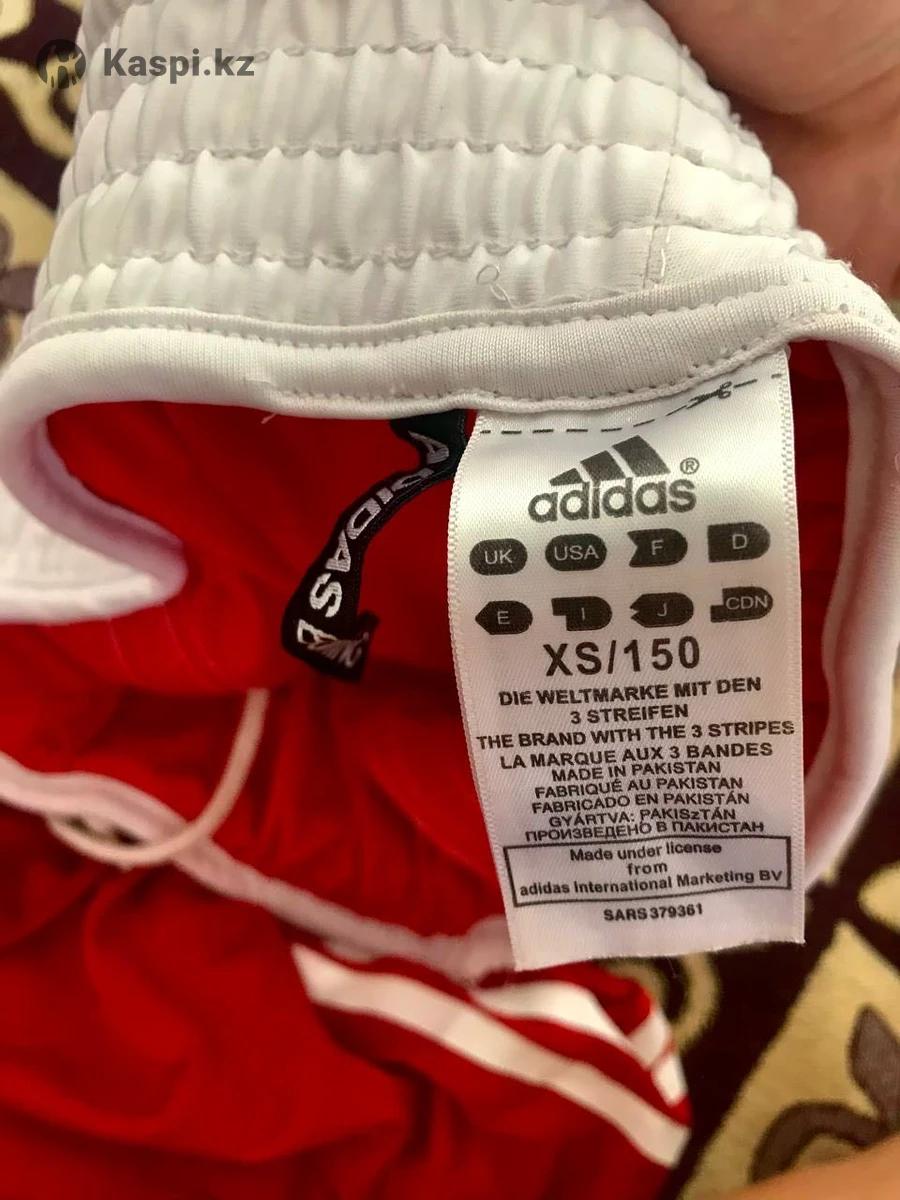 Kaspi.kz
ADIDAS
adidas®
UK USA F D
E I J CDN
XS/150
DIE WELTMARKE MIT DEN
3 STREIFEN
THE BRAND WITH THE 3 STRIPES
LA MARQUE AUX 3 BANDES
MADE IN PAKISTAN
FABRIQUÉ AU PAKISTAN
FABRICADO EN PAKISTÁN
GYÁRTVA: PAKISzTÁN
ПРОИЗВЕДЕНО В ПАКИСТАН
Made under license
from
adidas International Marketing BV
SARS 379361